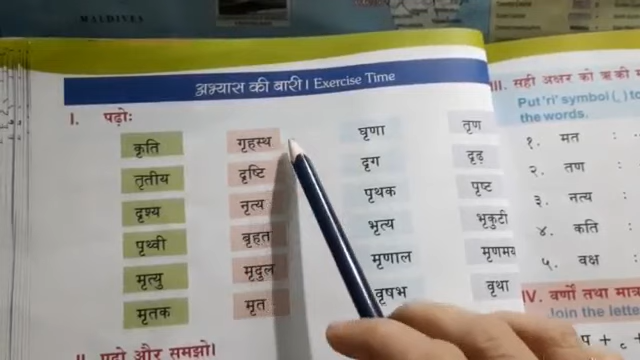 MALDIVES
अभ्यास की बारी। Exercise Time
I. पढ़ो:
कृति गृहस्थ घृणा तृण
तृतीय दृष्टि दृग दृढ़
दृश्य नृत्य पृथक पृष्ट
पृथ्वी बृहत भृत्य भृकुटी
मृत्यु मृदुल मृणाल मृणमय
मृतक मृत वृषभ वृथा
II पढ़ो और समझो।
III. सही अक्षर को ऋ की
Put 'ri' symbol (ृ) to
the words.
१. मत :
२. तण :
३. नत्य :
४. कति :
५. वक्ष :
IV. वर्णों तथा मात्रा
Join the lette